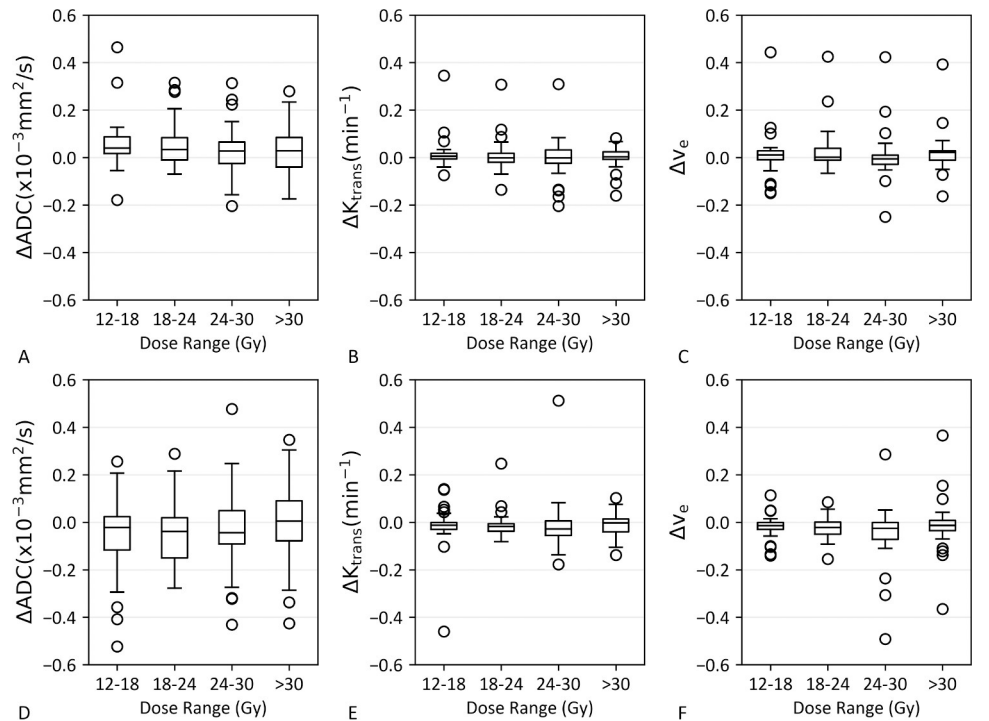 0.6 0.6 0.6
0.4 0.4 0.4
0.2 0.2 0.2
0.0 0.0 0.0
−0.2 −0.2 −0.2
−0.4 −0.4 −0.4
−0.6 −0.6 −0.6
ΔADC(x10⁻³mm²/s) ΔKtrans(min⁻¹) Δve
12-18 18-24 24-30 >30 12-18 18-24 24-30 >30 12-18 18-24 24-30 >30
Dose Range (Gy) Dose Range (Gy) Dose Range (Gy)
A B C
0.6 0.6 0.6
0.4 0.4 0.4
0.2 0.2 0.2
0.0 0.0 0.0
−0.2 −0.2 −0.2
−0.4 −0.4 −0.4
−0.6 −0.6 −0.6
ΔADC(x10⁻³mm²/s) ΔKtrans(min⁻¹) Δve
12-18 18-24 24-30 >30 12-18 18-24 24-30 >30 12-18 18-24 24-30 >30
Dose Range (Gy) Dose Range (Gy) Dose Range (Gy)
D E F